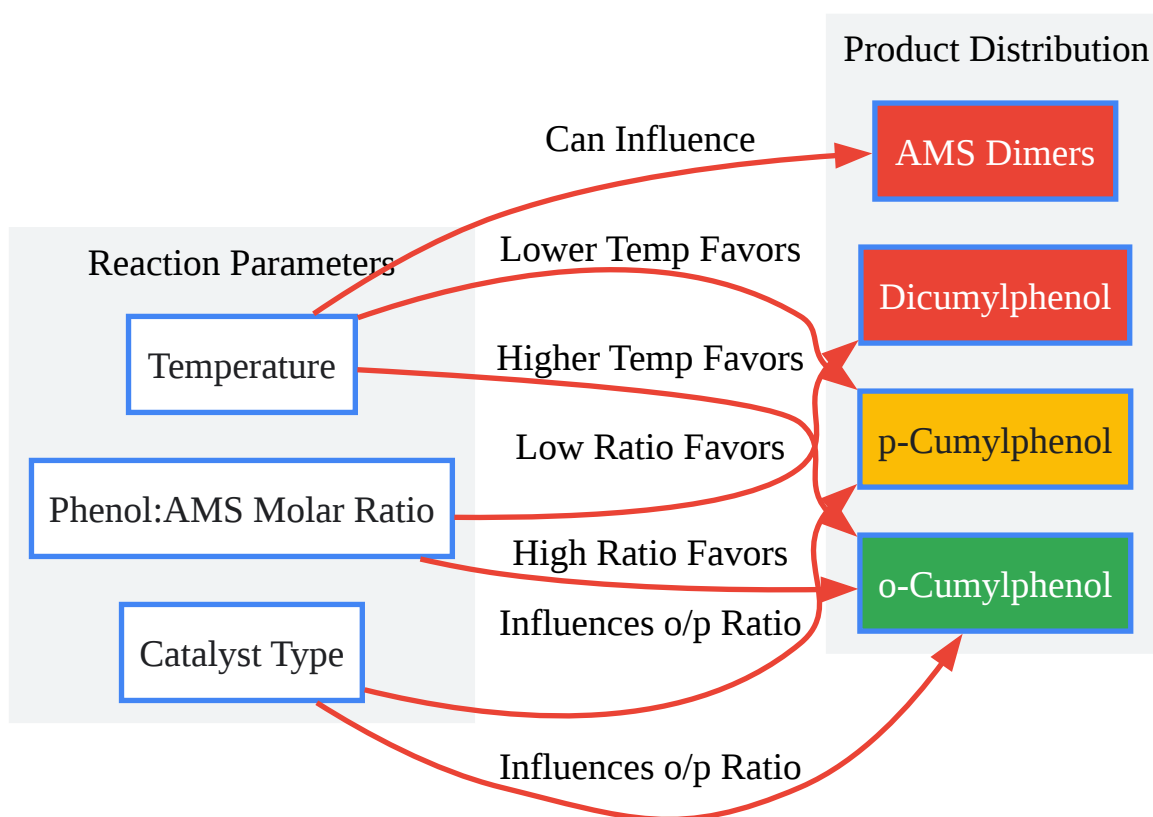 Product Distribution
Can Influence
AMS Dimers
Reaction Parameters
Lower Temp Favors
Dicumylphenol
Temperature
Higher Temp Favors
p-Cumylphenol
Low Ratio Favors
Phenol:AMS Molar Ratio
High Ratio Favors
o-Cumylphenol
Influences o/p Ratio
Catalyst Type
Influences o/p Ratio